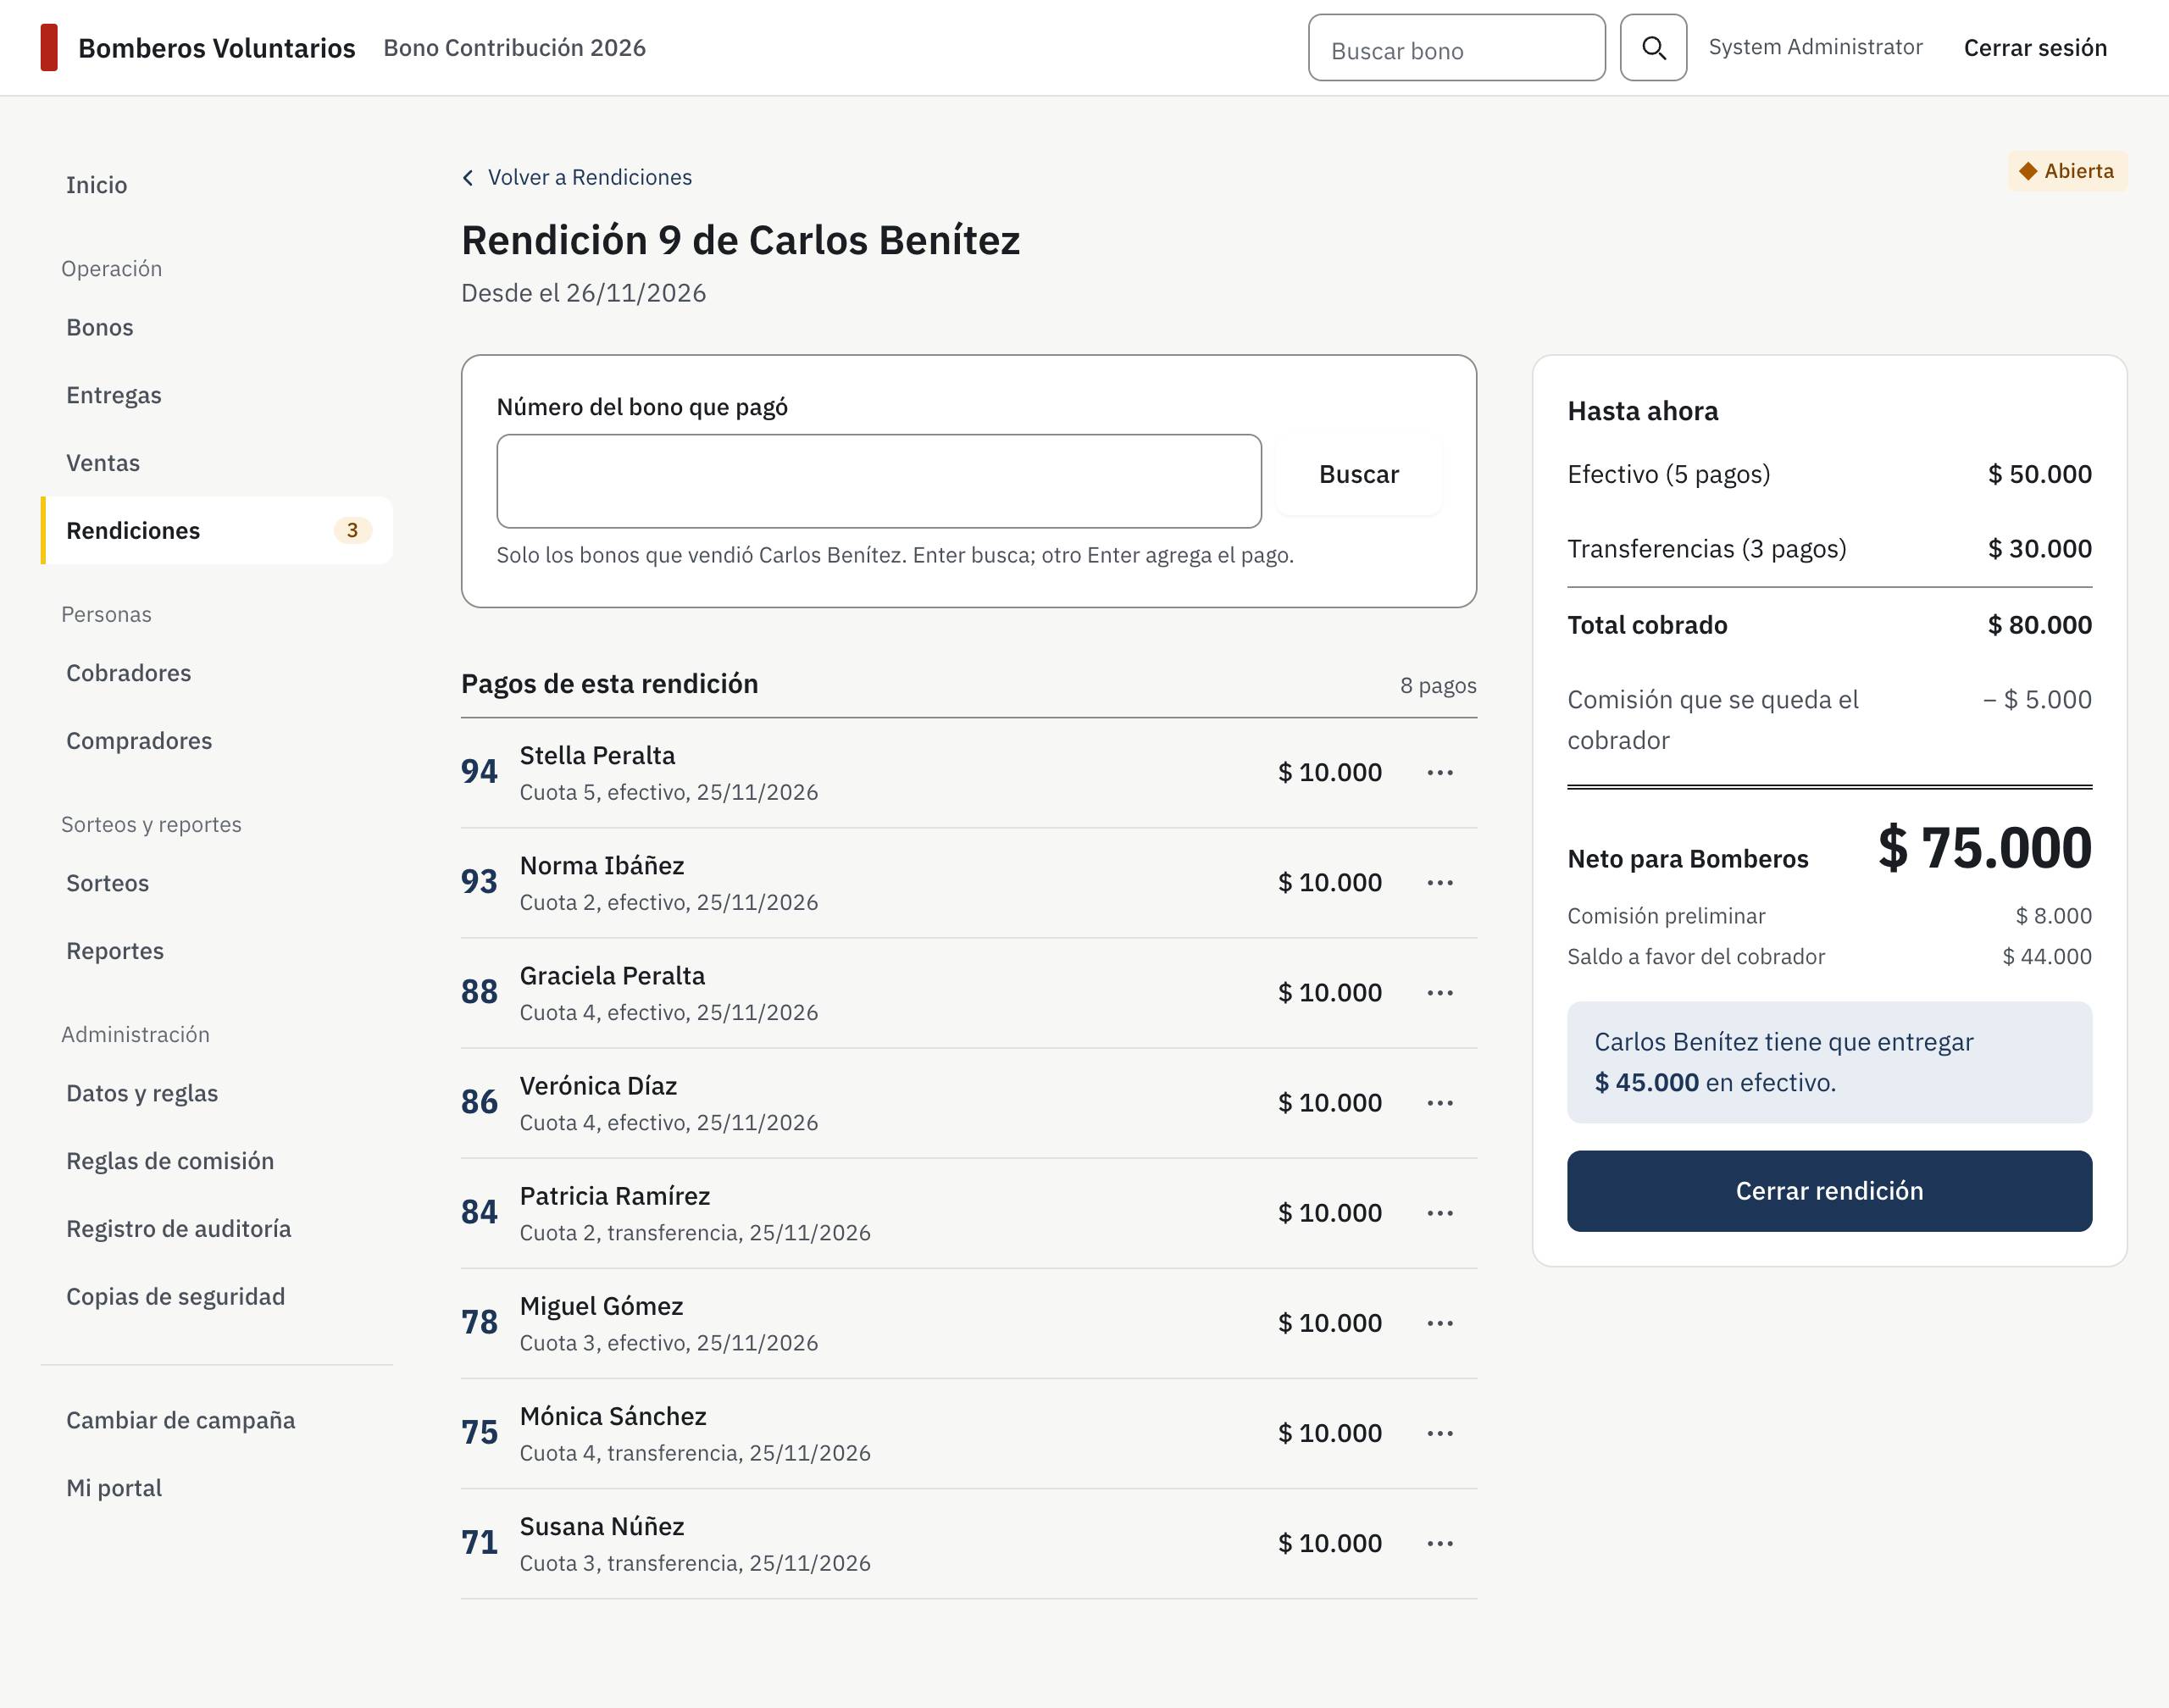 Bomberos Voluntarios Bono Contribución 2026 Buscar bono System Administrator Cerrar sesión
Inicio
Operación
Bonos
Entregas
Ventas
Rendiciones 3
Personas
Cobradores
Compradores
Sorteos y reportes
Sorteos
Reportes
Administración
Datos y reglas
Reglas de comisión
Registro de auditoría
Copias de seguridad
Cambiar de campaña
Mi portal
Volver a Rendiciones
Abierta
Rendición 9 de Carlos Benítez
Desde el 26/11/2026
Número del bono que pagó
Buscar
Solo los bonos que vendió Carlos Benítez. Enter busca; otro Enter agrega el pago.
Pagos de esta rendición 8 pagos
94 Stella Peralta $ 10.000
Cuota 5, efectivo, 25/11/2026
93 Norma Ibáñez $ 10.000
Cuota 2, efectivo, 25/11/2026
88 Graciela Peralta $ 10.000
Cuota 4, efectivo, 25/11/2026
86 Verónica Díaz $ 10.000
Cuota 4, efectivo, 25/11/2026
84 Patricia Ramírez $ 10.000
Cuota 2, transferencia, 25/11/2026
78 Miguel Gómez $ 10.000
Cuota 3, efectivo, 25/11/2026
75 Mónica Sánchez $ 10.000
Cuota 4, transferencia, 25/11/2026
71 Susana Núñez $ 10.000
Cuota 3, transferencia, 25/11/2026
Hasta ahora
Efectivo (5 pagos) $ 50.000
Transferencias (3 pagos) $ 30.000
Total cobrado $ 80.000
Comisión que se queda el – $ 5.000
cobrador
Neto para Bomberos $ 75.000
Comisión preliminar $ 8.000
Saldo a favor del cobrador $ 44.000
Carlos Benítez tiene que entregar
$ 45.000 en efectivo.
Cerrar rendición